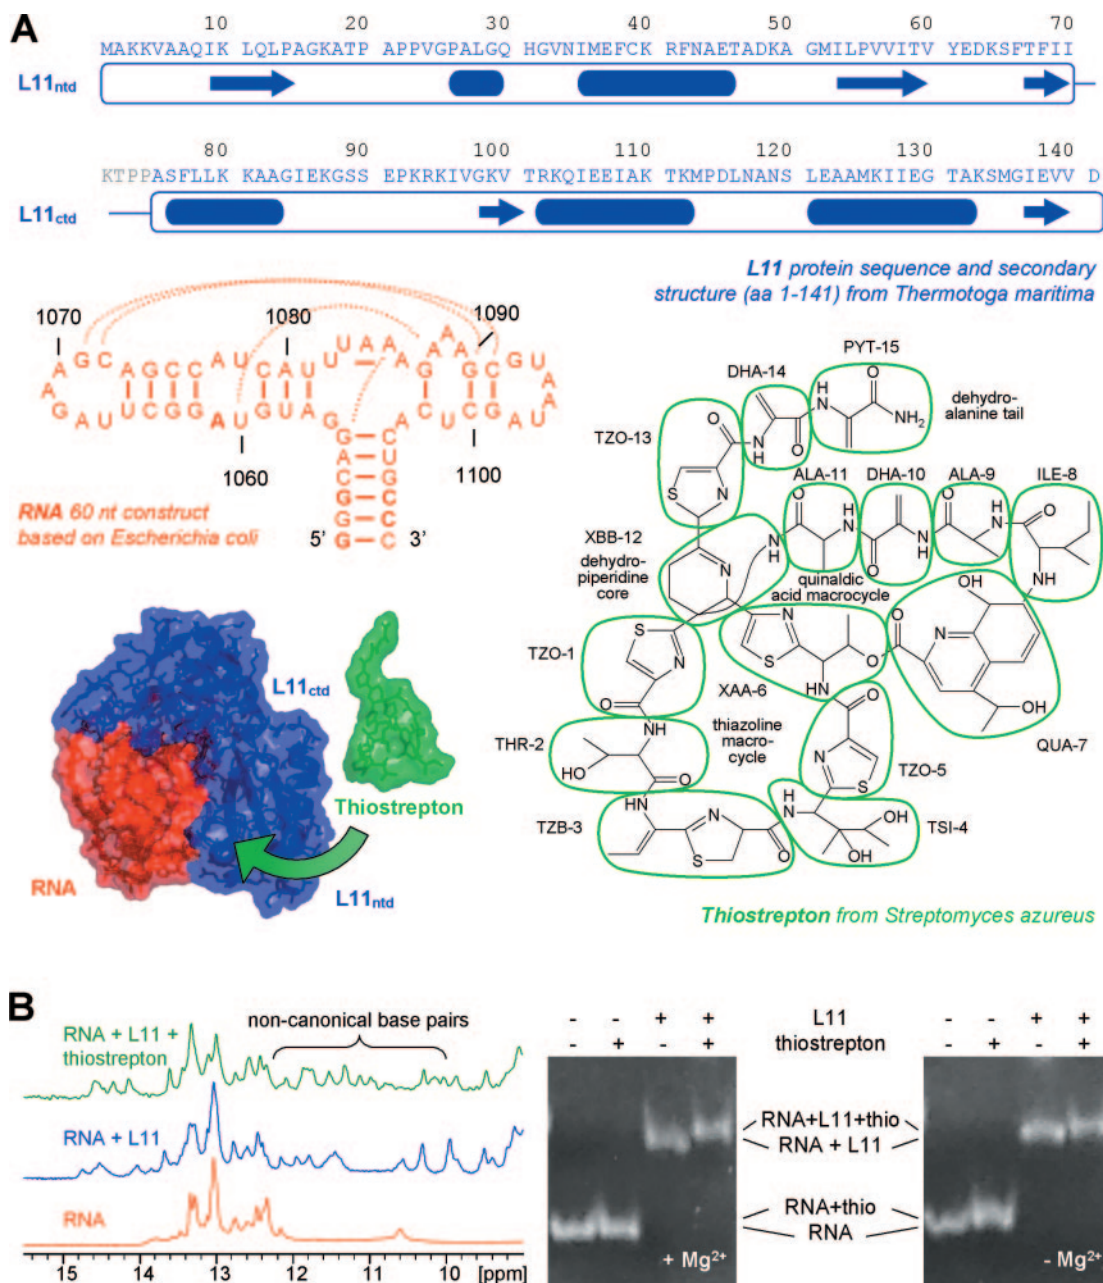 A
10 20 30 40 50 60 70
MAKKVAAQIK LQLPAGKATP APPVGPALGQ HGVNIMEFCK RFNAETADKA GMILPVVITV YEDKSFTFII
L11ntd
80 90 100 110 120 130 140
KTPPASFLLK KAAGIEKGSS EPKRKIVGKV TRKQIEEIAK TKMPDLNANS LEAAMKIIEG TAKSMGIEVV D
L11ctd
L11 protein sequence and secondary
structure (aa 1-141) from Thermotoga maritima
1070
1080
1090
1060
1100
5' G
C 3'
RNA 60 nt construct
based on Escherichia coli
PYT-15
DHA-14
dehydro-
alanine tail
TZO-13
ALA-11
DHA-10
ALA-9
ILE-8
XBB-12
dehydro-
piperidine
core
quinaldic
acid macrocycle
TZO-1
XAA-6
thiazoline
macro-
cycle
QUA-7
THR-2
TZO-5
TZB-3
TSI-4
L11ctd
Thiostrepton
RNA
L11ntd
Thiostrepton from Streptomyces azureus
B
RNA + L11 +
thiostrepton
non-canonical base pairs
RNA + L11
RNA
15 14 13 12 11 10 [ppm]
- - + + L11 - - + +
- + - + thiostrepton - + - +
RNA+L11+thio
RNA + L11
RNA+thio
RNA
+ Mg2+
- Mg2+